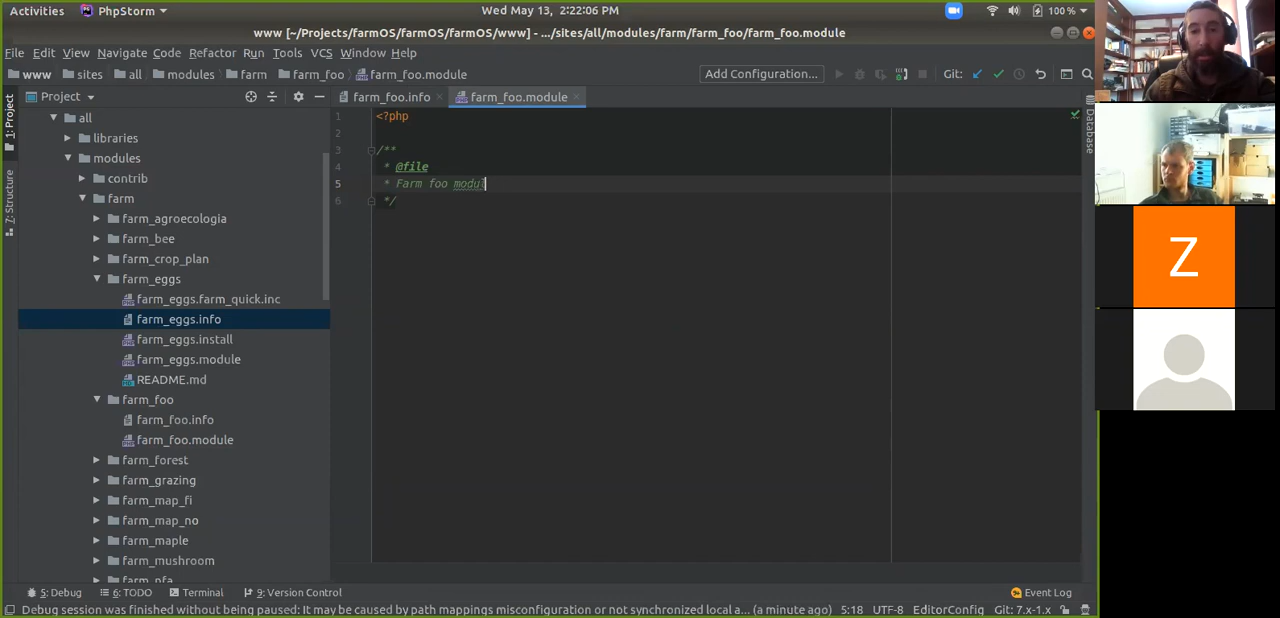 Activities PhpStorm Wed May 13, 2:22:06 PM 100 %
www [~/Projects/farmOS/farmOS/farmOS/www] - .../sites/all/modules/farm/farm_foo/farm_foo.module
File Edit View Navigate Code Refactor Run Tools VCS Window Help
www sites all modules farm farm_foo farm_foo.module Add Configuration... Git:
Project farm_foo.info farm_foo.module
1: Project
7: Structure
Database
all
libraries
modules
contrib
farm
farm_agroecologia
farm_bee
farm_crop_plan
farm_eggs
farm_eggs.farm_quick.inc
farm_eggs.info
farm_eggs.install
farm_eggs.module
README.md
farm_foo
farm_foo.info
farm_foo.module
farm_forest
farm_grazing
farm_map_fi
farm_map_no
farm_maple
farm_mushroom
farm_nfa
1 <?php
2
3 /**
4 * @file
5 * Farm foo modul
6 */
Z
5: Debug 6: TODO Terminal 9: Version Control Event Log
Debug session was finished without being paused: It may be caused by path mappings misconfiguration or not synchronized local a... (a minute ago) 5:18 UTF-8 EditorConfig Git: 7.x-1.x